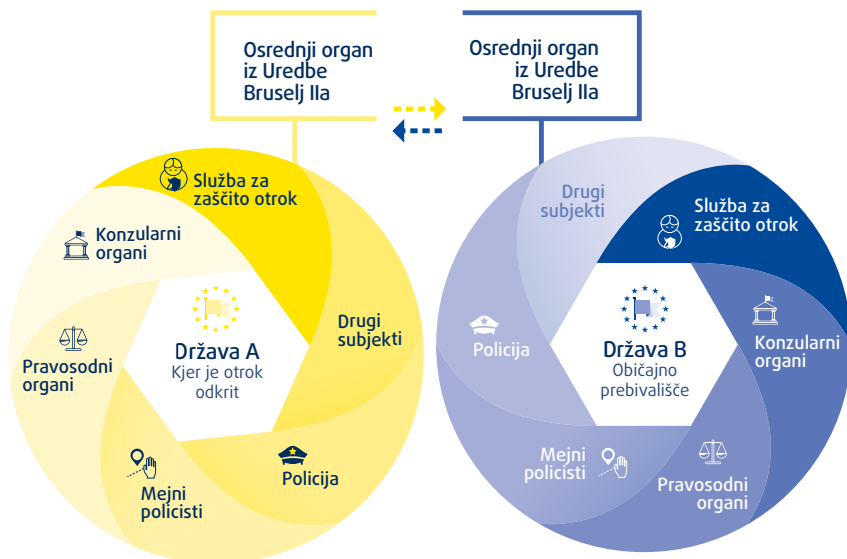 Osrednji organ
iz Uredbe
Bruselj IIa
Osrednji organ
iz Uredbe
Bruselj IIa
Služba za
zaščito otrok
Konzularni
organi
Pravosodni
organi
Mejni
policisti
Policija
Drugi
subjekti
Država A
Kjer je otrok
odkrit
Drugi
subjekti
Služba za
zaščito otrok
Konzularni
organi
Pravosodni
organi
Mejni
policisti
Policija
Država B
Običajno
prebivališče